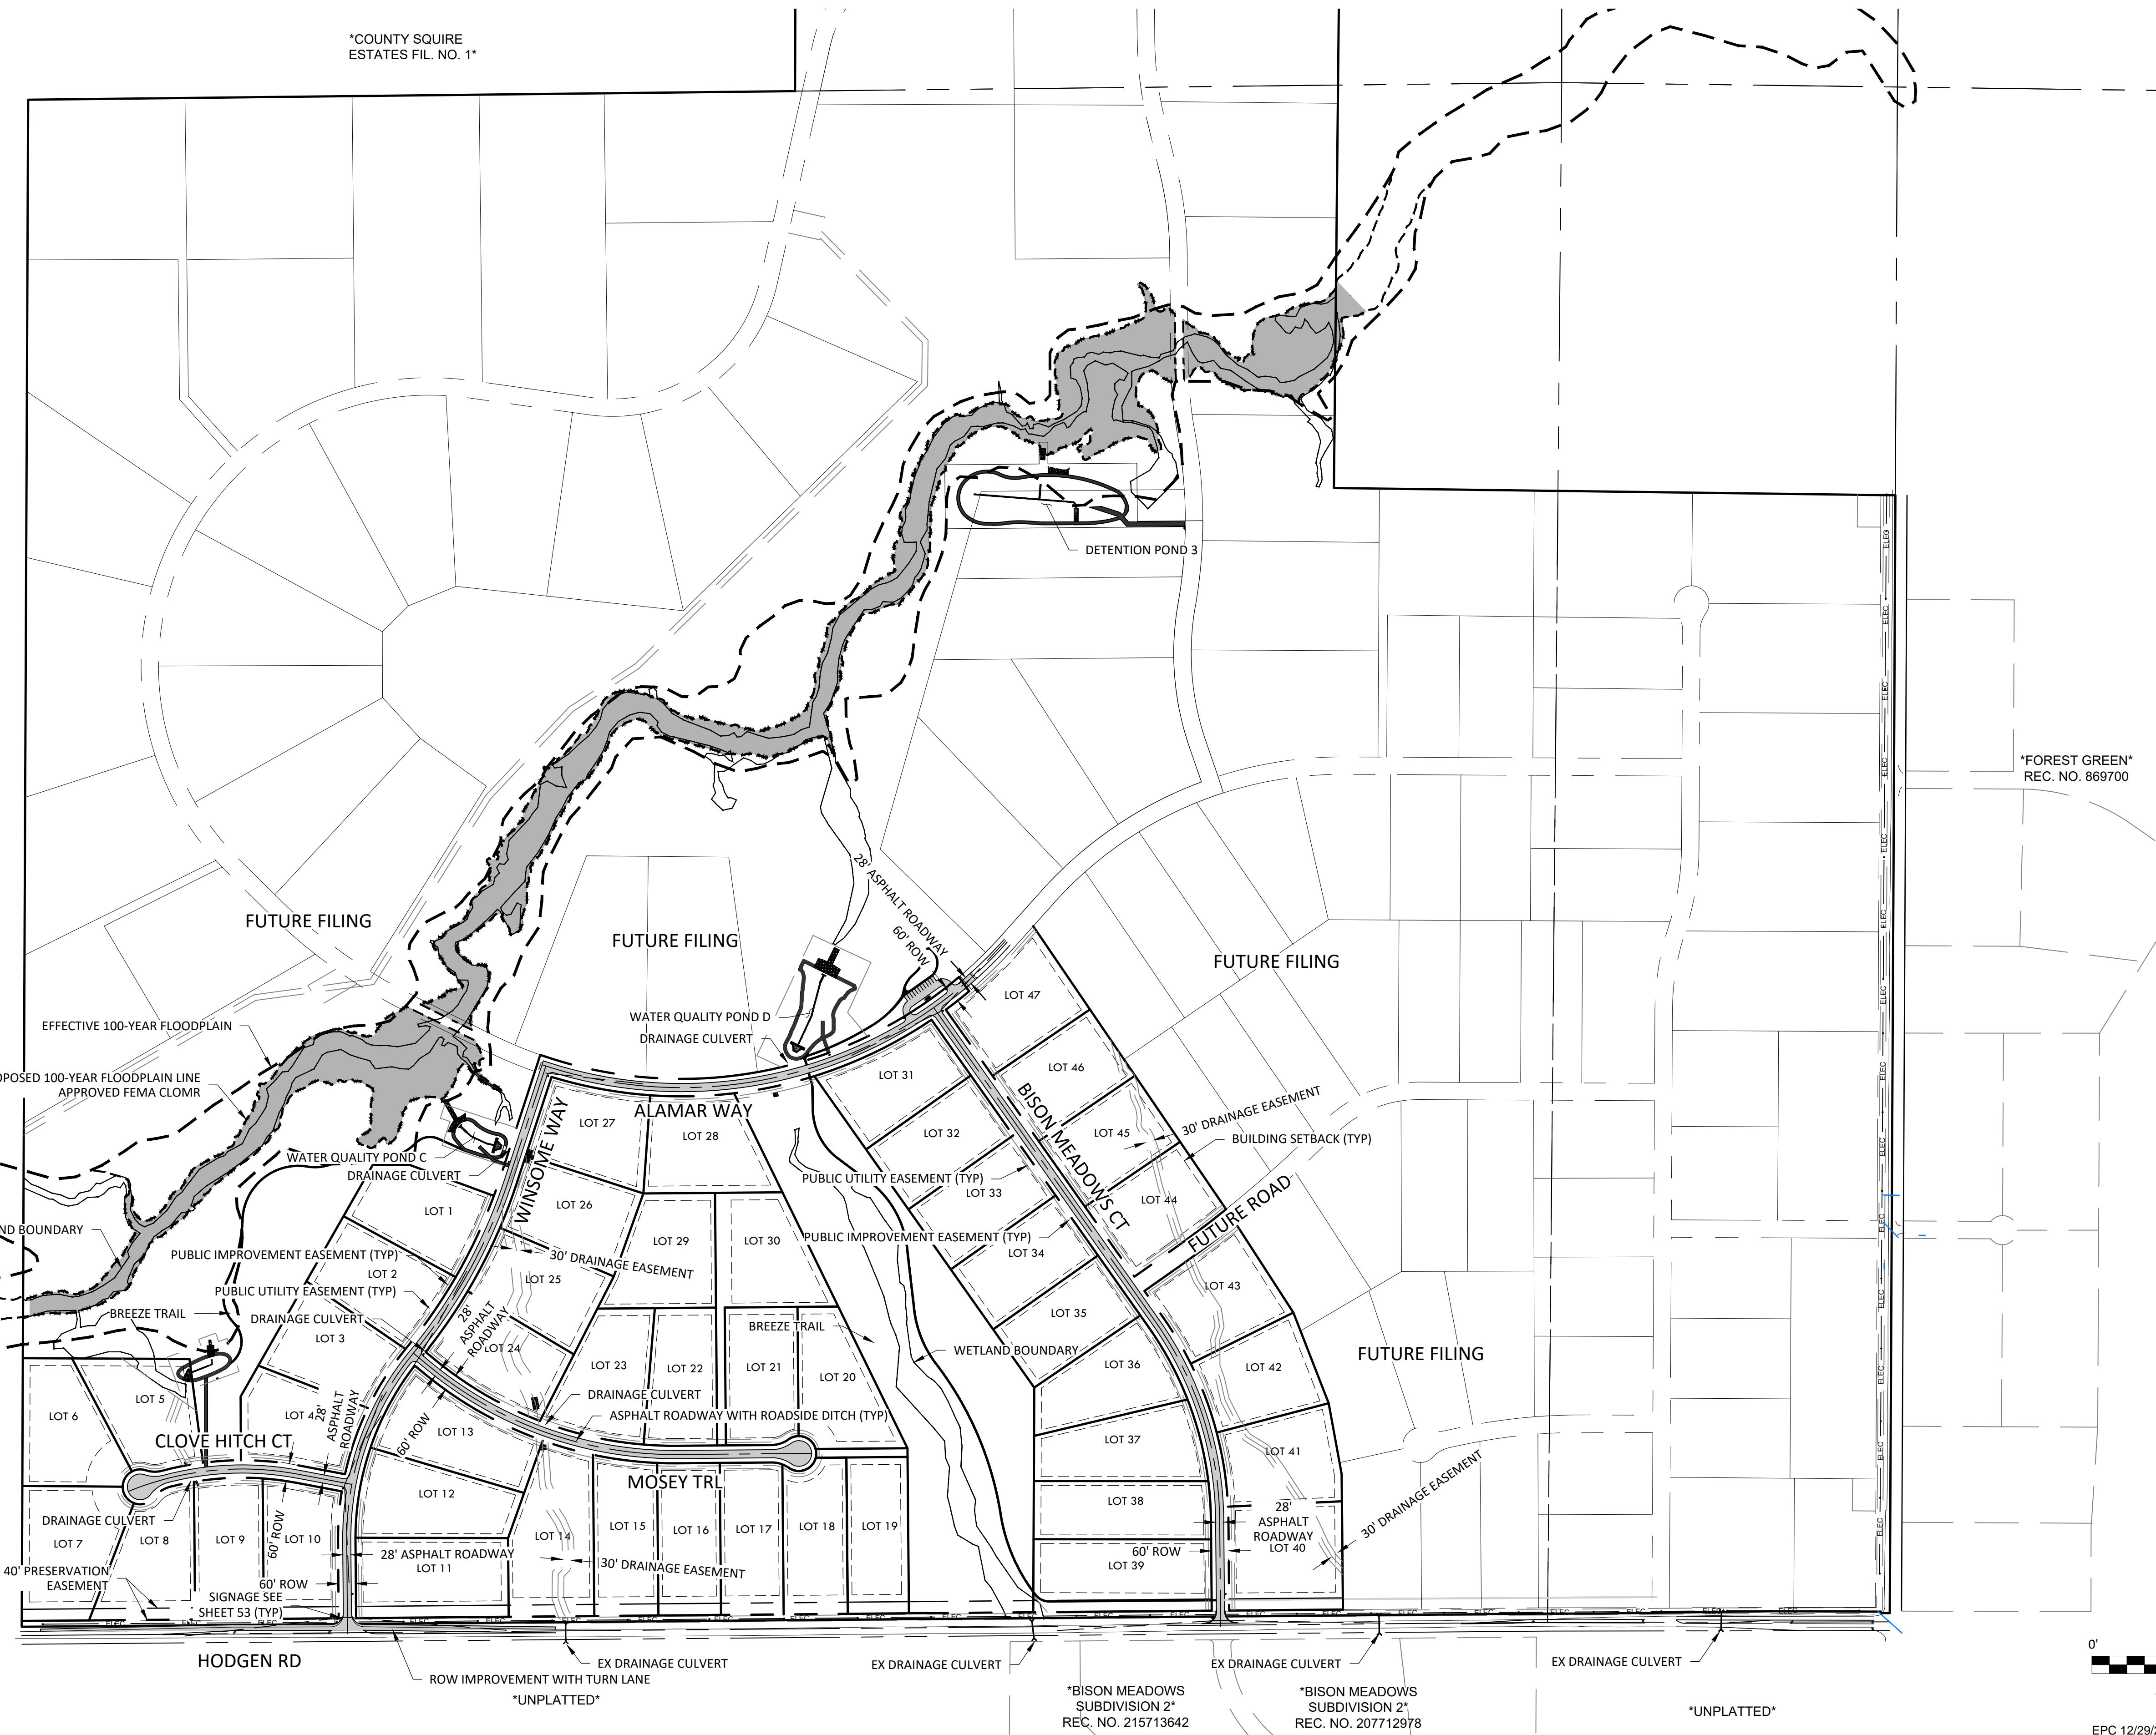 *COUNTY SQUIRE
ESTATES FIL. NO. 1*
DETENTION POND 3
*FOREST GREEN*
REC. NO. 869700
28' ASPHALT ROADWAY
60' ROW
FUTURE FILING
FUTURE FILING
FUTURE FILING
LOT 47
WATER QUALITY POND D
DRAINAGE CULVERT
EFFECTIVE 100-YEAR FLOODPLAIN
OPOSED 100-YEAR FLOODPLAIN LINE
APPROVED FEMA CLOMR
LOT 31
LOT 46
ALAMAR WAY
WINSOME WAY
BISON MEADOWS CT
LOT 27
LOT 28
LOT 32
LOT 45
30' DRAINAGE EASEMENT
BUILDING SETBACK (TYP)
WATER QUALITY POND C
DRAINAGE CULVERT
PUBLIC UTILITY EASEMENT (TYP)
LOT 33
LOT 44
FUTURE ROAD
LOT 1
LOT 26
ND BOUNDARY
PUBLIC IMPROVEMENT EASEMENT (TYP)
LOT 2
PUBLIC UTILITY EASEMENT (TYP)
30' DRAINAGE EASEMENT
LOT 25
LOT 29
LOT 30
PUBLIC IMPROVEMENT EASEMENT (TYP)
LOT 34
LOT 43
BREEZE TRAIL
DRAINAGE CULVERT
LOT 3
28'
ASPHALT
ROADWAY
LOT 24
BREEZE TRAIL
LOT 35
WETLAND BOUNDARY
FUTURE FILING
LOT 23
LOT 22
LOT 21
LOT 20
LOT 36
LOT 42
LOT 6
LOT 5
LOT 4
28'
ASPHALT
ROADWAY
60' ROW
LOT 13
DRAINAGE CULVERT
ASPHALT ROADWAY WITH ROADSIDE DITCH (TYP)
CLOVE HITCH CT
MOSEY TRL
LOT 37
LOT 41
30' DRAINAGE EASEMENT
LOT 12
LOT 38
DRAINAGE CULVERT
LOT 7
LOT 8
LOT 9
60' ROW
LOT 10
28' ASPHALT ROADWAY
LOT 11
LOT 14
30' DRAINAGE EASEMENT
LOT 15
LOT 16
LOT 17
LOT 18
LOT 19
60' ROW
LOT 39
28'
ASPHALT
ROADWAY
LOT 40
40' PRESERVATION
EASEMENT
60' ROW
SIGNAGE SEE
SHEET 53 (TYP)
ELEC ELEC ELEC ELEC ELEC ELEC ELEC ELEC ELEC ELEC
HODGEN RD
ROW IMPROVEMENT WITH TURN LANE
EX DRAINAGE CULVERT
EX DRAINAGE CULVERT
EX DRAINAGE CULVERT
EX DRAINAGE CULVERT
*UNPLATTED*
*BISON MEADOWS
SUBDIVISION 2*
REC. NO. 215713642
*BISON MEADOWS
SUBDIVISION 2*
REC. NO. 207712978
*UNPLATTED*
0'
EPC 12/29/